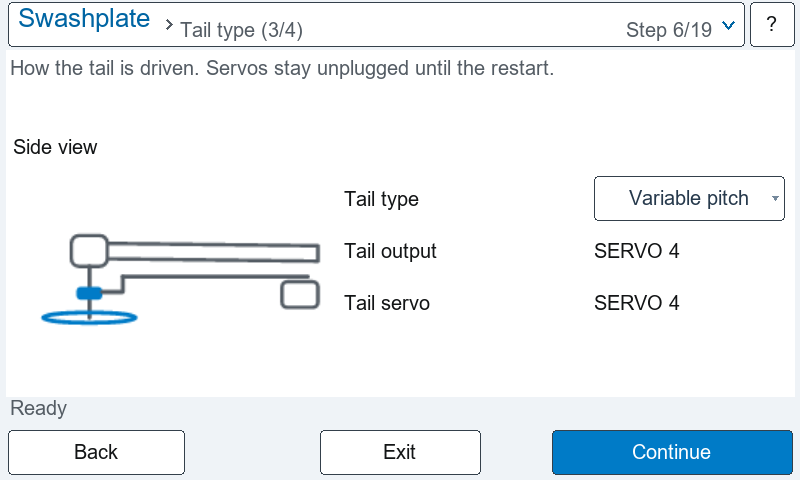 Swashplate > Tail type (3/4) Step 6/19 ?
How the tail is driven. Servos stay unplugged until the restart.
Side view
Tail type Variable pitch
Tail output SERVO 4
Tail servo SERVO 4
Ready
Back Exit Continue